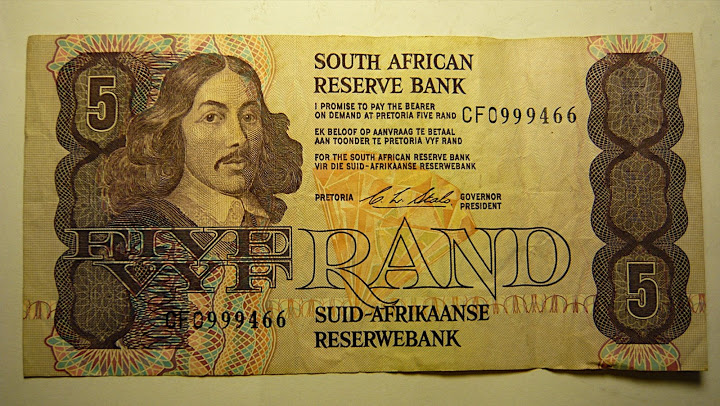 5
SOUTH AFRICAN
RESERVE BANK
I PROMISE TO PAY THE BEARER
ON DEMAND AT PRETORIA FIVE RAND
CF0999466
EK BELOOF OP AANVRAAG TE BETAAL
AAN TOONDER TE PRETORIA VYF RAND
FOR THE SOUTH AFRICAN RESERVE BANK
VIR DIE SUID-AFRIKAANSE RESERWEBANK
PRETORIA
GOVERNOR
PRESIDENT
FIVE
VYF
RAND
5
CF0999466
SUID-AFRIKAANSE
RESERWEBANK